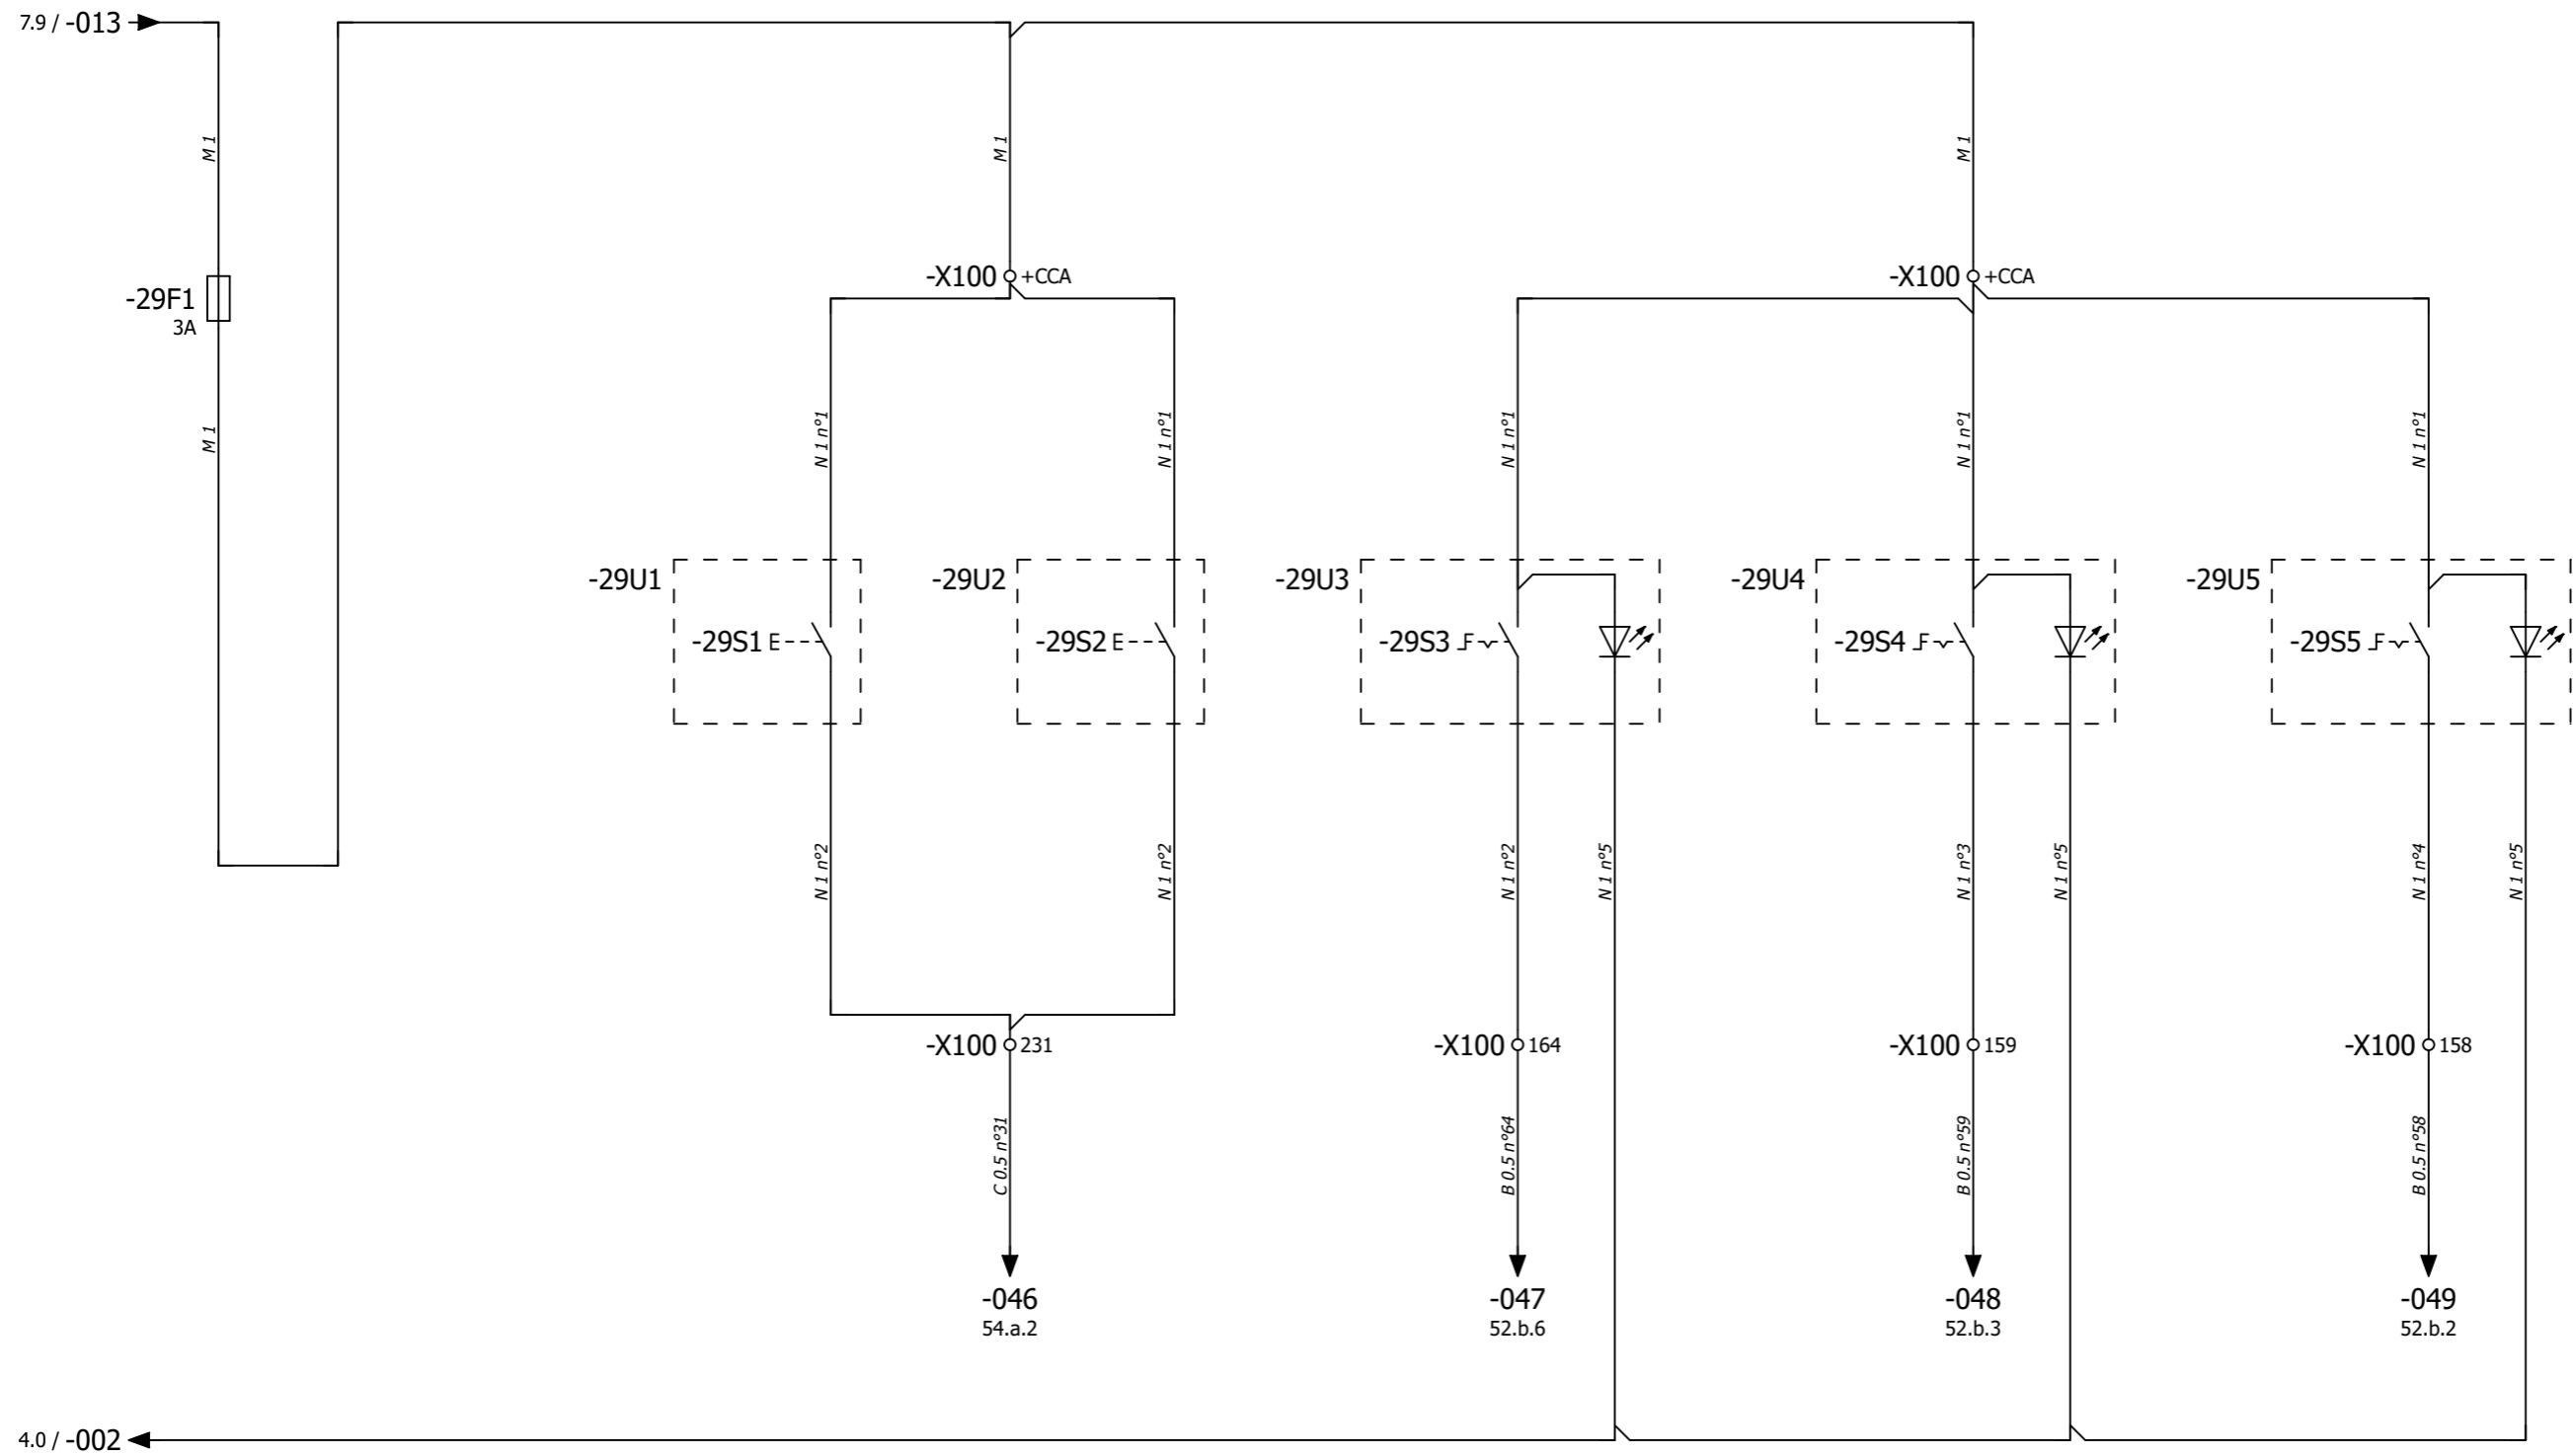 7.9 / -013
M 1
M 1
M 1
-29F1
3A
-X100 +CCA
-X100 +CCA
M 1
N 1 n°1
N 1 n°1
N 1 n°1
N 1 n°1
N 1 n°1
-29U1
-29U2
-29U3
-29U4
-29U5
-29S1
-29S2
-29S3
-29S4
-29S5
N 1 n°2
N 1 n°2
N 1 n°2
N 1 n°5
N 1 n°3
N 1 n°5
N 1 n°4
N 1 n°5
-X100 231
-X100 164
-X100 159
-X100 158
C 0.5 n°31
B 0.5 n°64
B 0.5 n°59
B 0.5 n°58
-046
54.a.2
-047
52.b.6
-048
52.b.3
-049
52.b.2
4.0 / -002